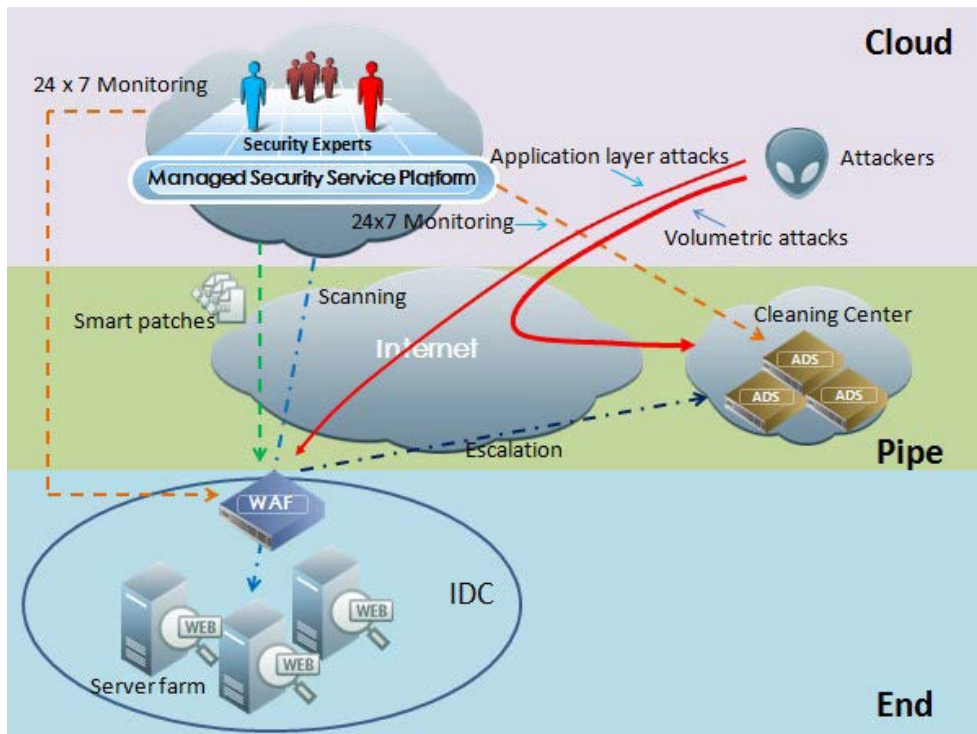 Cloud
24 x 7 Monitoring
Security Experts
Managed Security Service Platform
Application layer attacks
Attackers
24x7 Monitoring
Volumetric attacks
Scanning
Smart patches
Internet
Cleaning Center
ADS
ADS
ADS
Escalation
Pipe
WAF
IDC
WEB
WEB
WEB
Server farm
End